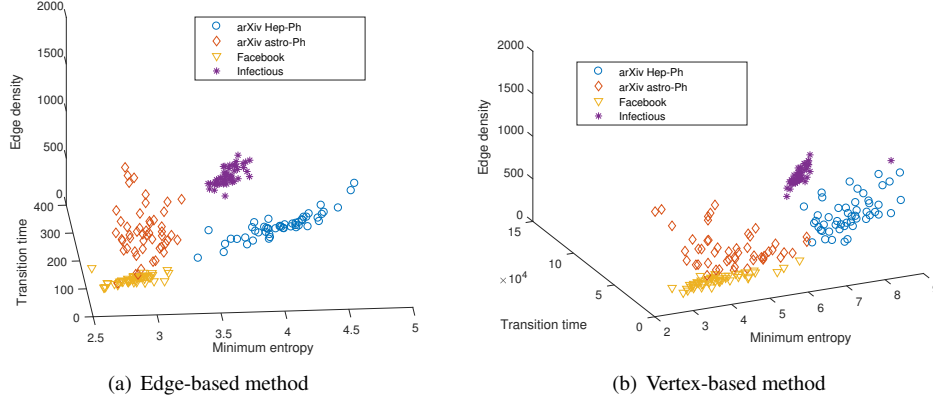 2000
1500
1000
500
0
Edge density
400
300
200
100
0
Transition time
2.5
3
3.5
4
4.5
5
Minimum entropy
arXiv Hep-Ph
arXiv astro-Ph
Facebook
Infectious
(a) Edge-based method
2000
1500
1000
500
0
Edge density
15
10
5
0
×10⁴
Transition time
2
3
4
5
6
7
8
9
Minimum entropy
arXiv Hep-Ph
arXiv astro-Ph
Facebook
Infectious
(b) Vertex-based method